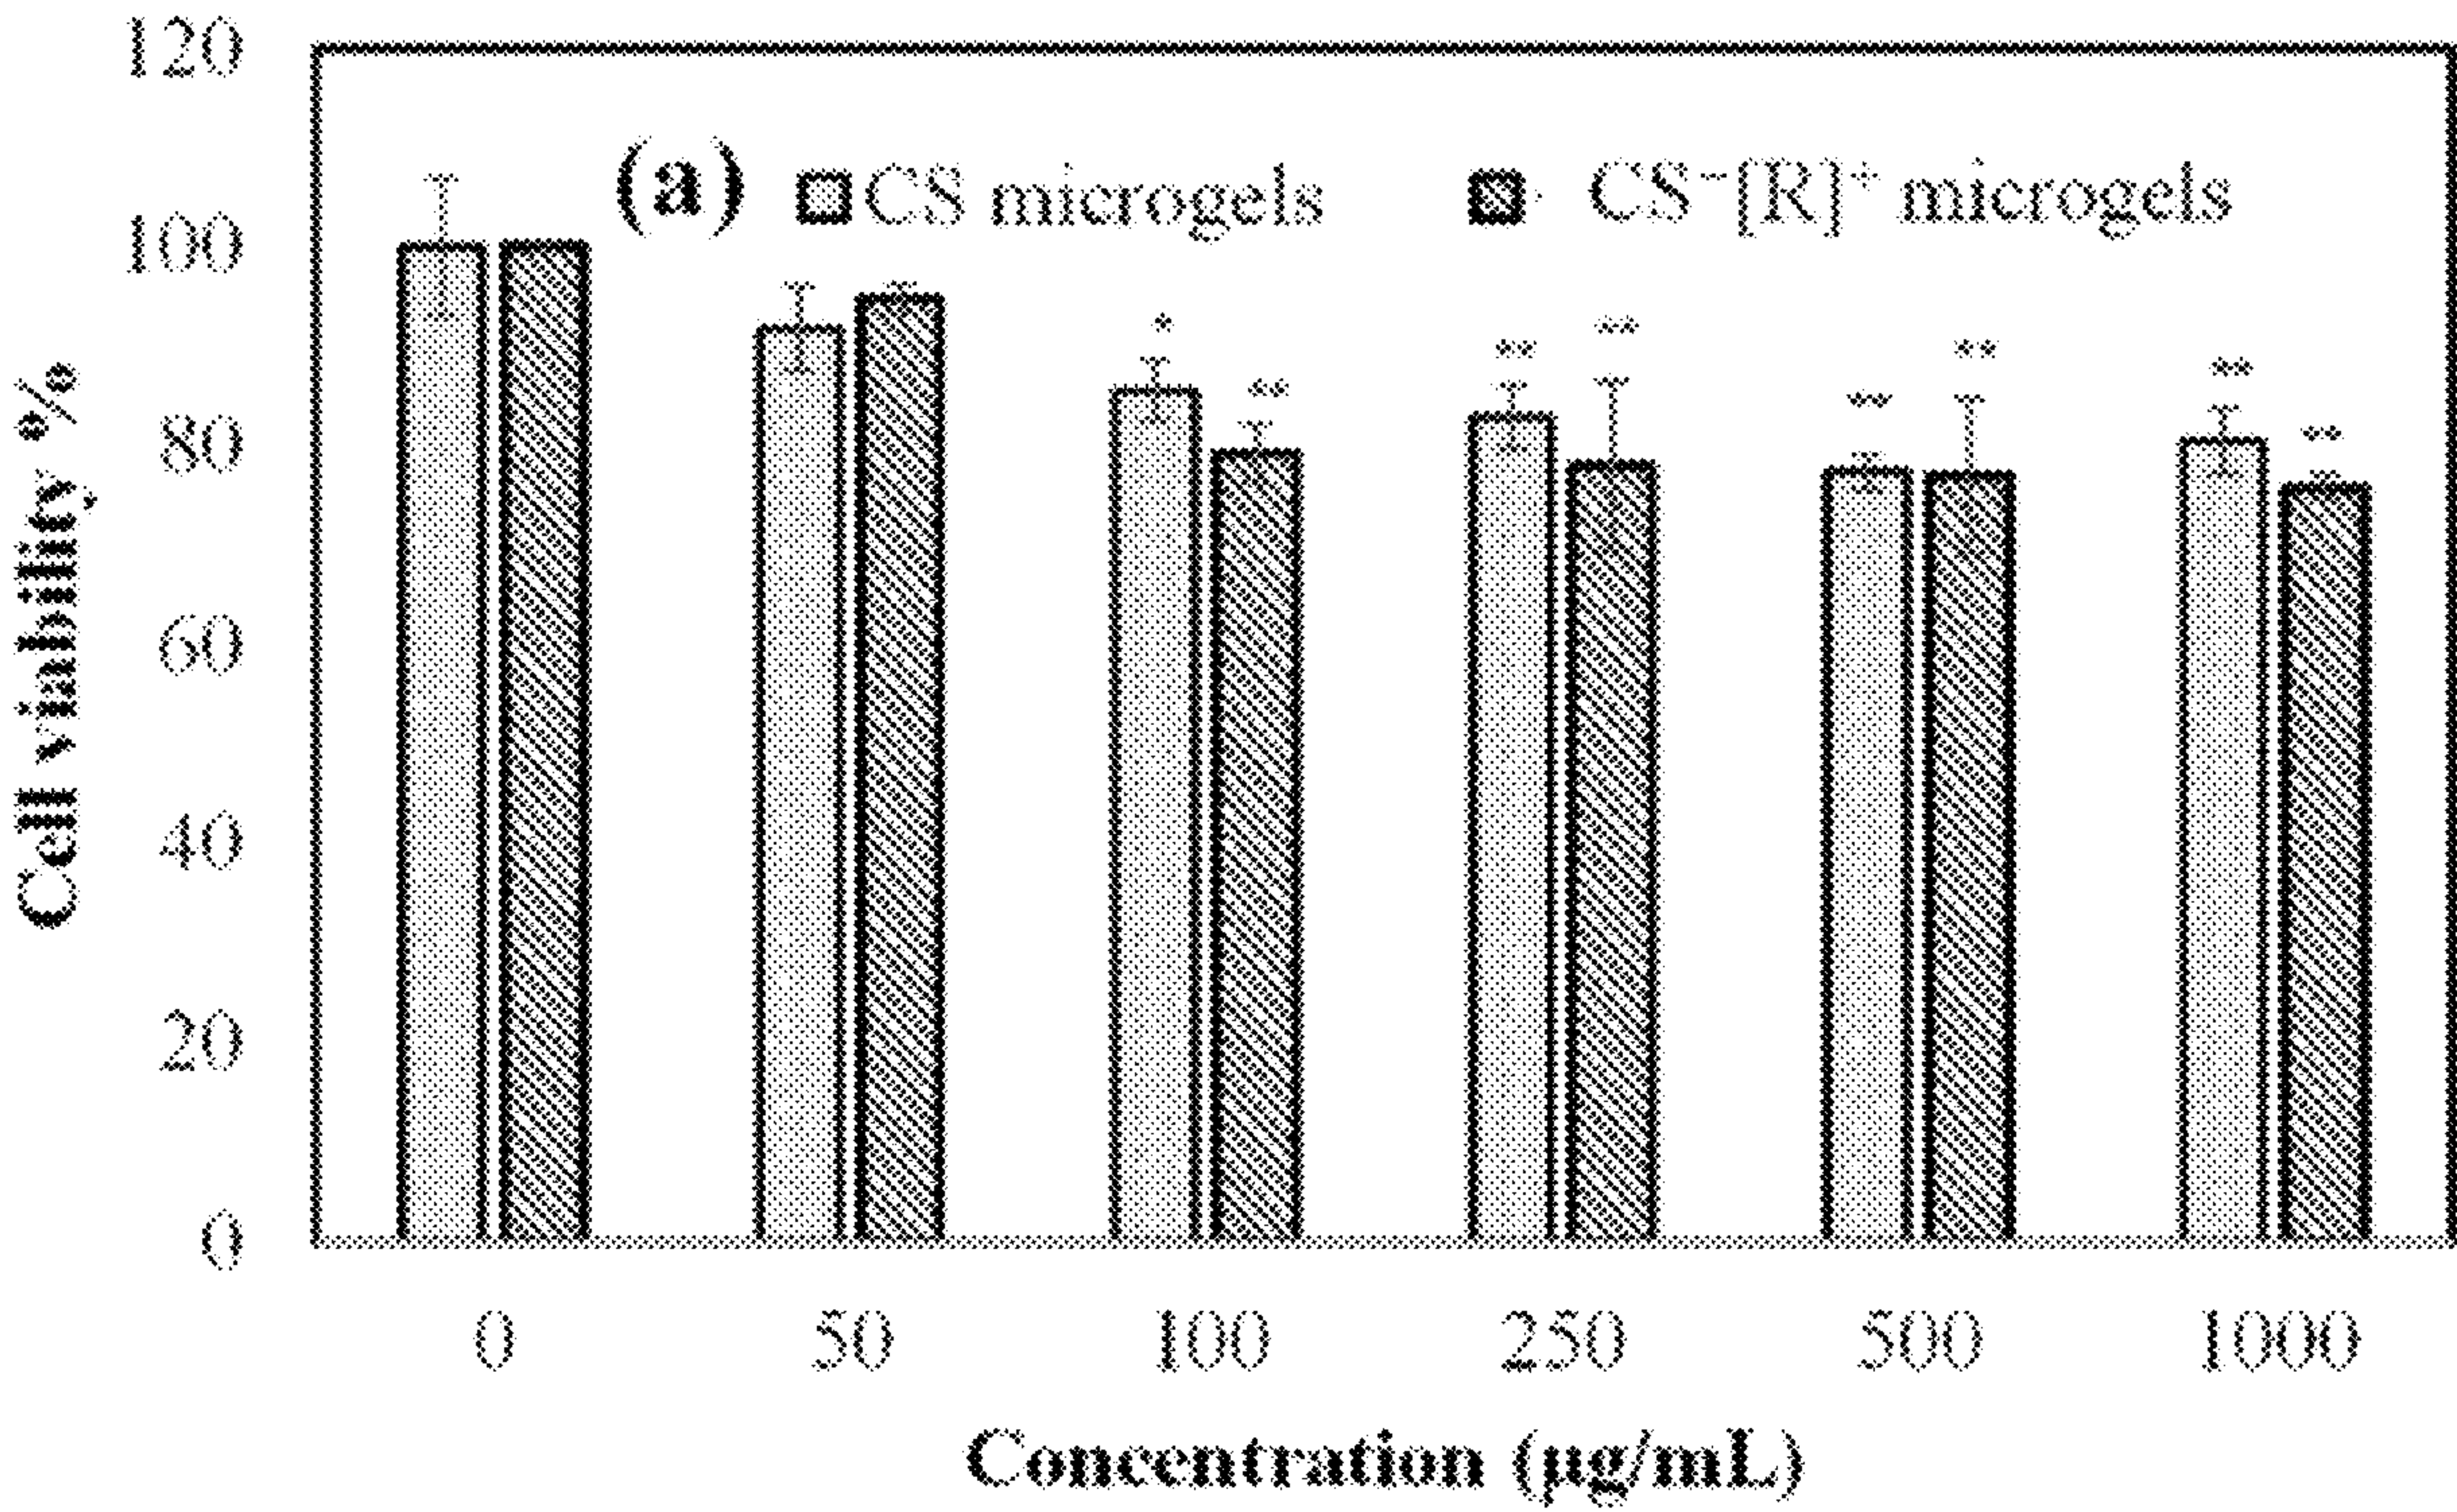 120
(a) CS microgels CS⁻[R]⁺ microgels
100
80
60
40
20
0
Cell viability %
* ** ** ** ** ** ** **
0 50 100 250 500 1000
Concentration (µg/mL)